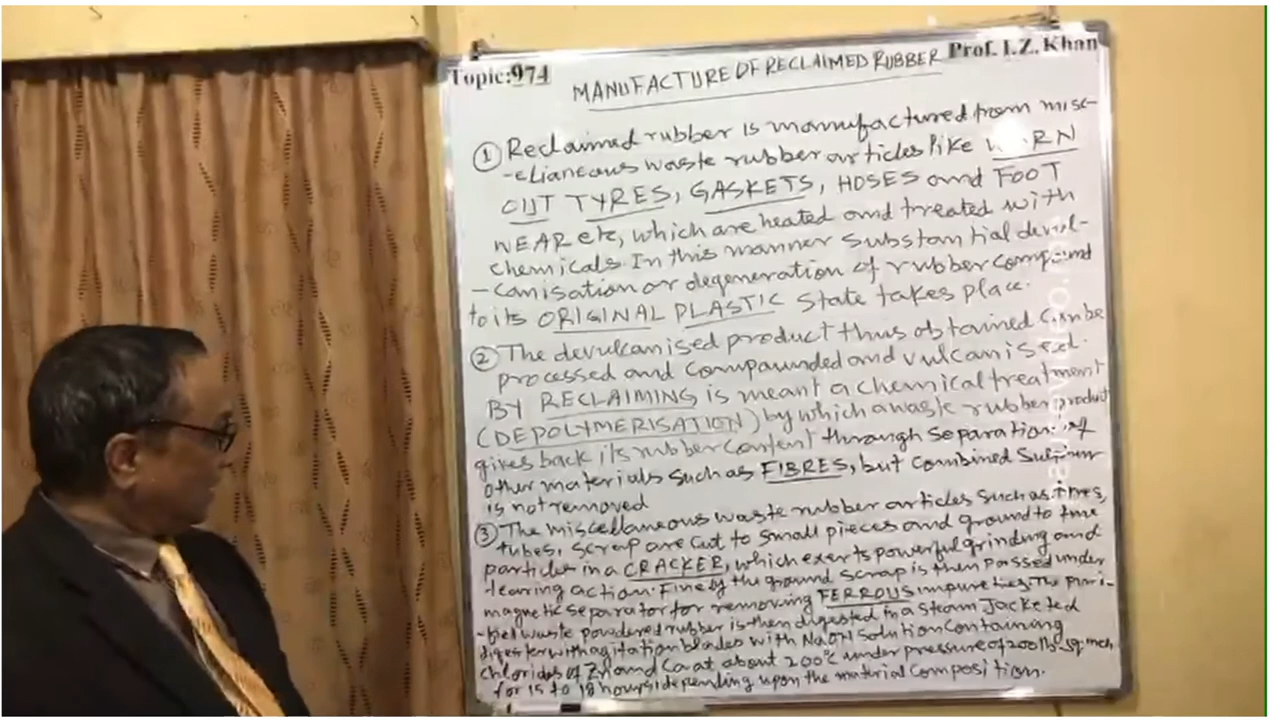 Topic:974
MANUFACTURE OF RECLAIMED RUBBER
Prof. I.Z. Khan
① Reclaimed rubber is manufactured from misc-
-ellaneous waste rubber articles like
OUT TYRES, GASKETS, HOSES and FOOT
WEAR etc, which are heated and treated with
chemicals. In this manner substantial devul-
-canisation or degeneration of rubber compound
to its ORIGINAL PLASTIC state takes place.
② The devulcanised product thus obtained can be
processed and compounded and vulcanised.
BY RECLAIMING is meant a chemical treatment
(DEPOLYMERISATION) by which a waste rubber product
gives back its rubber content through separation of
other materials such as FIBRES, but combined Sulphur
is not removed
③ The miscellaneous waste rubber articles such as tyres,
tubes, scrap are cut to small pieces and ground to fine
particles in a CRACKER, which exerts powerful grinding and
tearing action. Finely the ground scrap is then passed under
magnetic separator for removing FERROUS impurities. The puri-
-fied waste powdered rubber is then digested in a steam Jacketed
digester with agitation blades with NaOH solution containing
chlorides of Zn and Ca at about 200°C under pressure of 200 lbs. sq. inch,
for 15 to 18 hours depending upon the material composition.